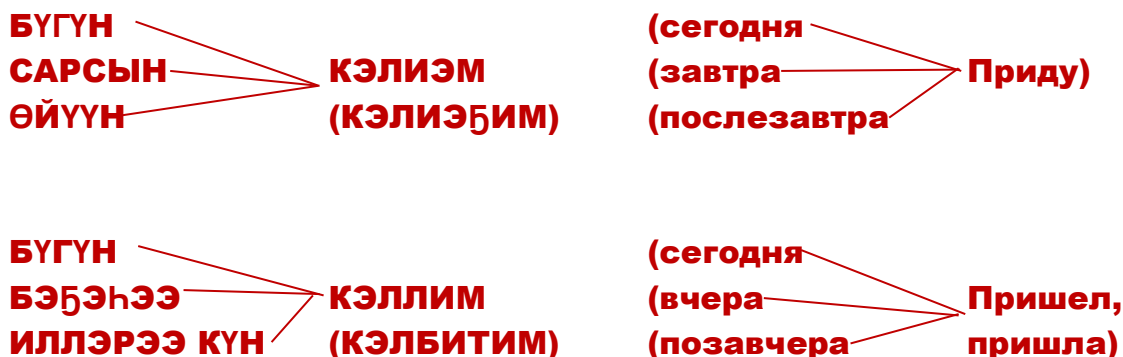 БҮГҮН (сегодня
САРСЫН КЭЛИЭМ (завтра Приду)
ӨЙҮҮН (КЭЛИЭҔИМ) (послезавтра
БҮГҮН (сегодня
БЭҔЭҺЭЭ КЭЛЛИМ (вчера Пришел,
ИЛЛЭРЭЭ КҮН (КЭЛБИТИМ) (позавчера пришла)